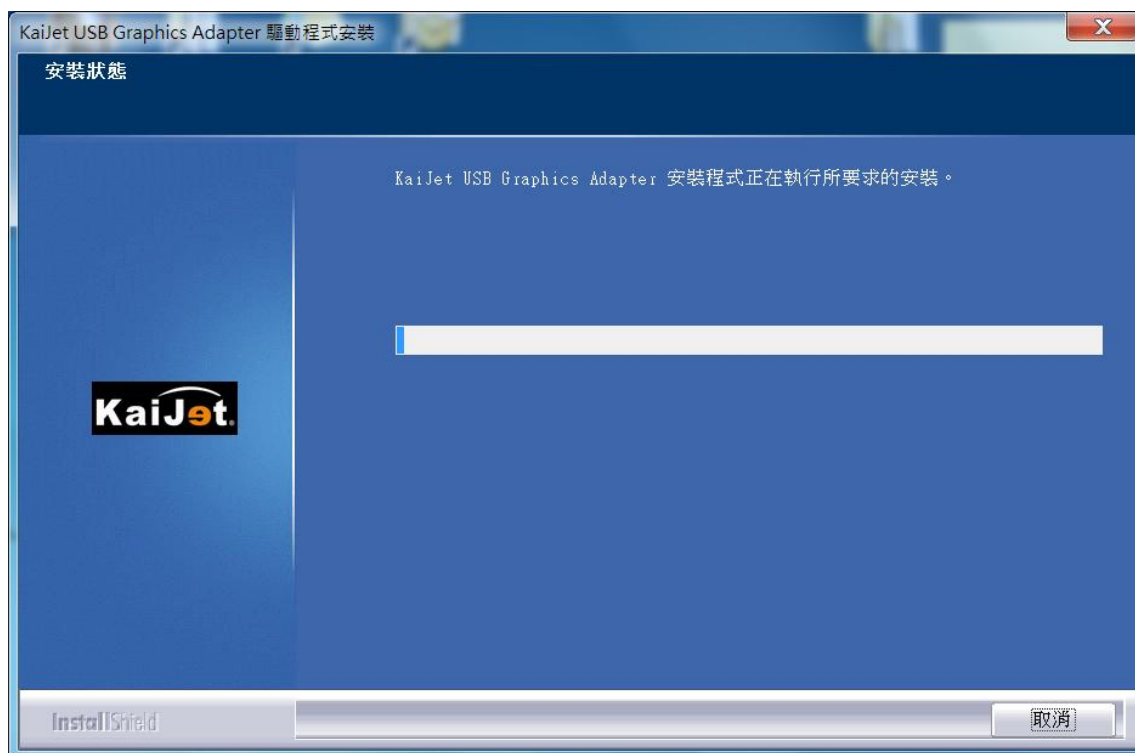 KaiJet USB Graphics Adapter 驅動程式安裝
安裝狀態
KaiJet USB Graphics Adapter 安裝程式正在執行所要求的安裝。
KaiJet.
InstallShield
取消